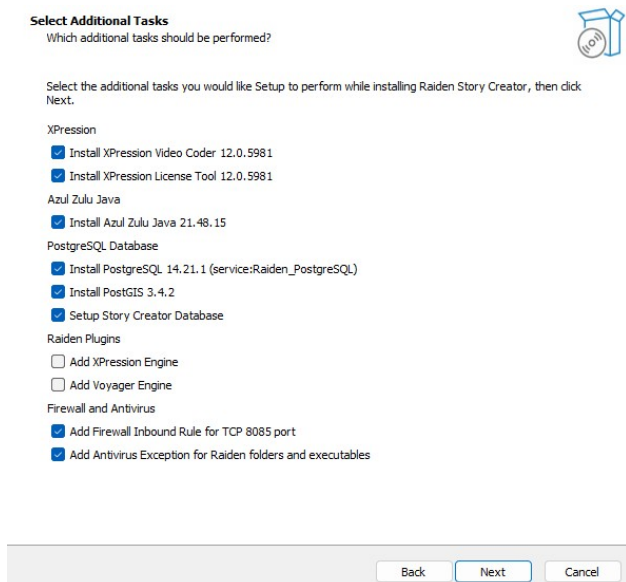 Select Additional Tasks
Which additional tasks should be performed?
Select the additional tasks you would like Setup to perform while installing Raiden Story Creator, then click
Next.
XPression
Install XPression Video Coder 12.0.5981
Install XPression License Tool 12.0.5981
Azul Zulu Java
Install Azul Zulu Java 21.48.15
PostgreSQL Database
Install PostgreSQL 14.21.1 (service:Raiden_PostgreSQL)
Install PostGIS 3.4.2
Setup Story Creator Database
Raiden Plugins
Add XPression Engine
Add Voyager Engine
Firewall and Antivirus
Add Firewall Inbound Rule for TCP 8085 port
Add Antivirus Exception for Raiden folders and executables
Back Next Cancel